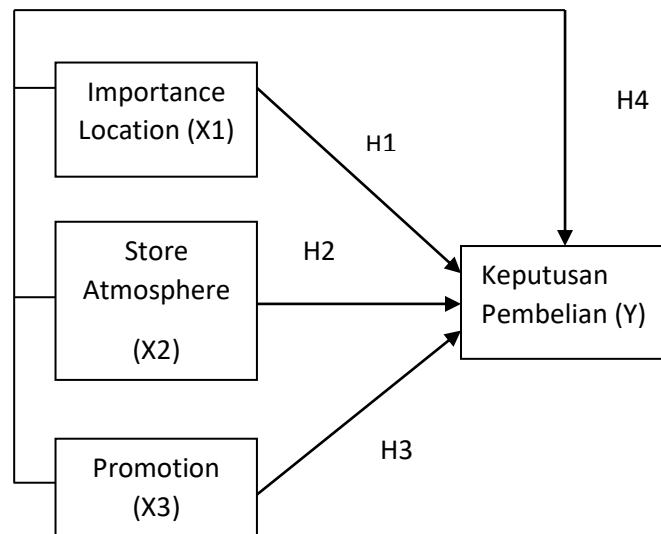 Importance
Location (X1)
H1
H4
Store
Atmosphere
(X2)
H2
Keputusan
Pembelian (Y)
Promotion
(X3)
H3